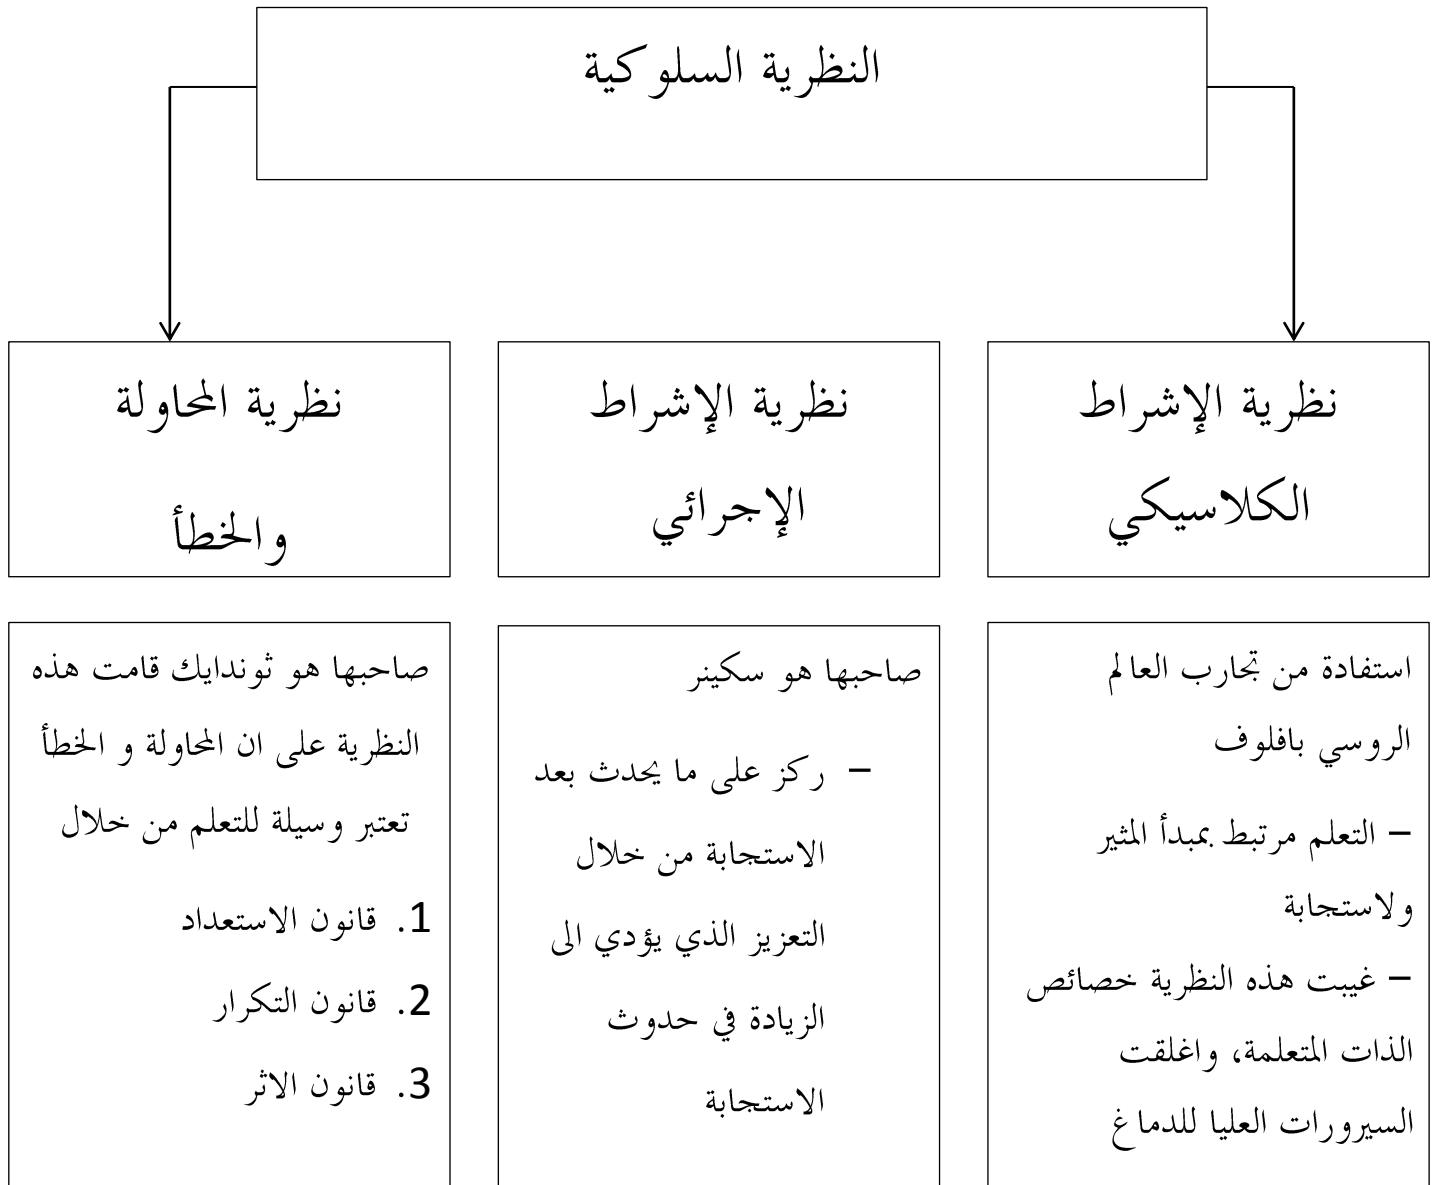 النظرية السلوكية
نظرية الإشراط
الكلاسيكي
نظرية الإشراط
الإجرائي
نظرية المحاولة
والخطأ
استفادة من تجارب العالم
الروسي بافلوف
– التعلم مرتبط بمبدأ المثير
ولاستجابة
– غيبت هذه النظرية خصائص
الذات المتعلمة، واغلقت
السيرورات العليا للدماغ
صاحبها هو سكينر
– ركز على ما يحدث بعد
الاستجابة من خلال
التعزيز الذي يؤدي الى
الزيادة في حدوث
الاستجابة
صاحبها هو ثوندايك قامت هذه
النظرية على ان المحاولة و الخطأ
تعتبر وسيلة للتعلم من خلال
1. قانون الاستعداد
2. قانون التكرار
3. قانون الاثر